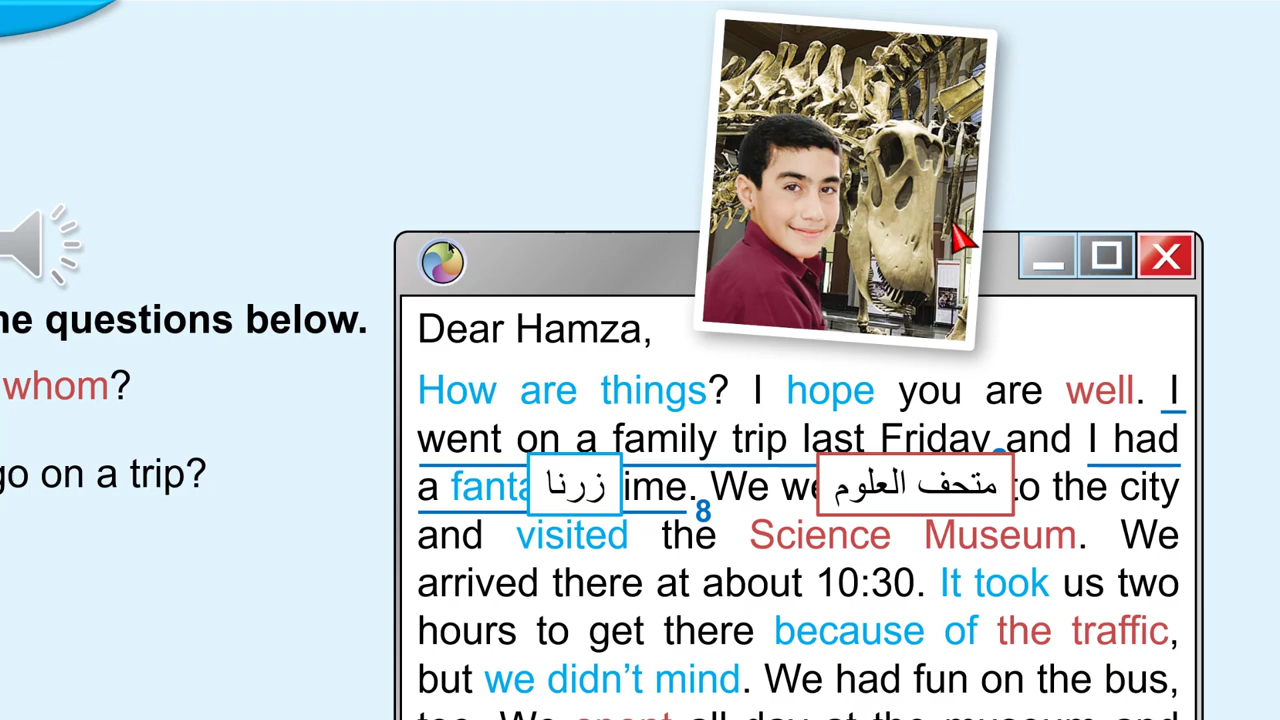 he questions below.
whom?
go on a trip?
Dear Hamza,
How are things? I hope you are well. I
went on a family trip last Friday and I had
a زرنا ime. We متحف العلوم to the city
8
and visited the Science Museum. We
arrived there at about 10:30. It took us two
hours to get there because of the traffic,
but we didn't mind. We had fun on the bus,